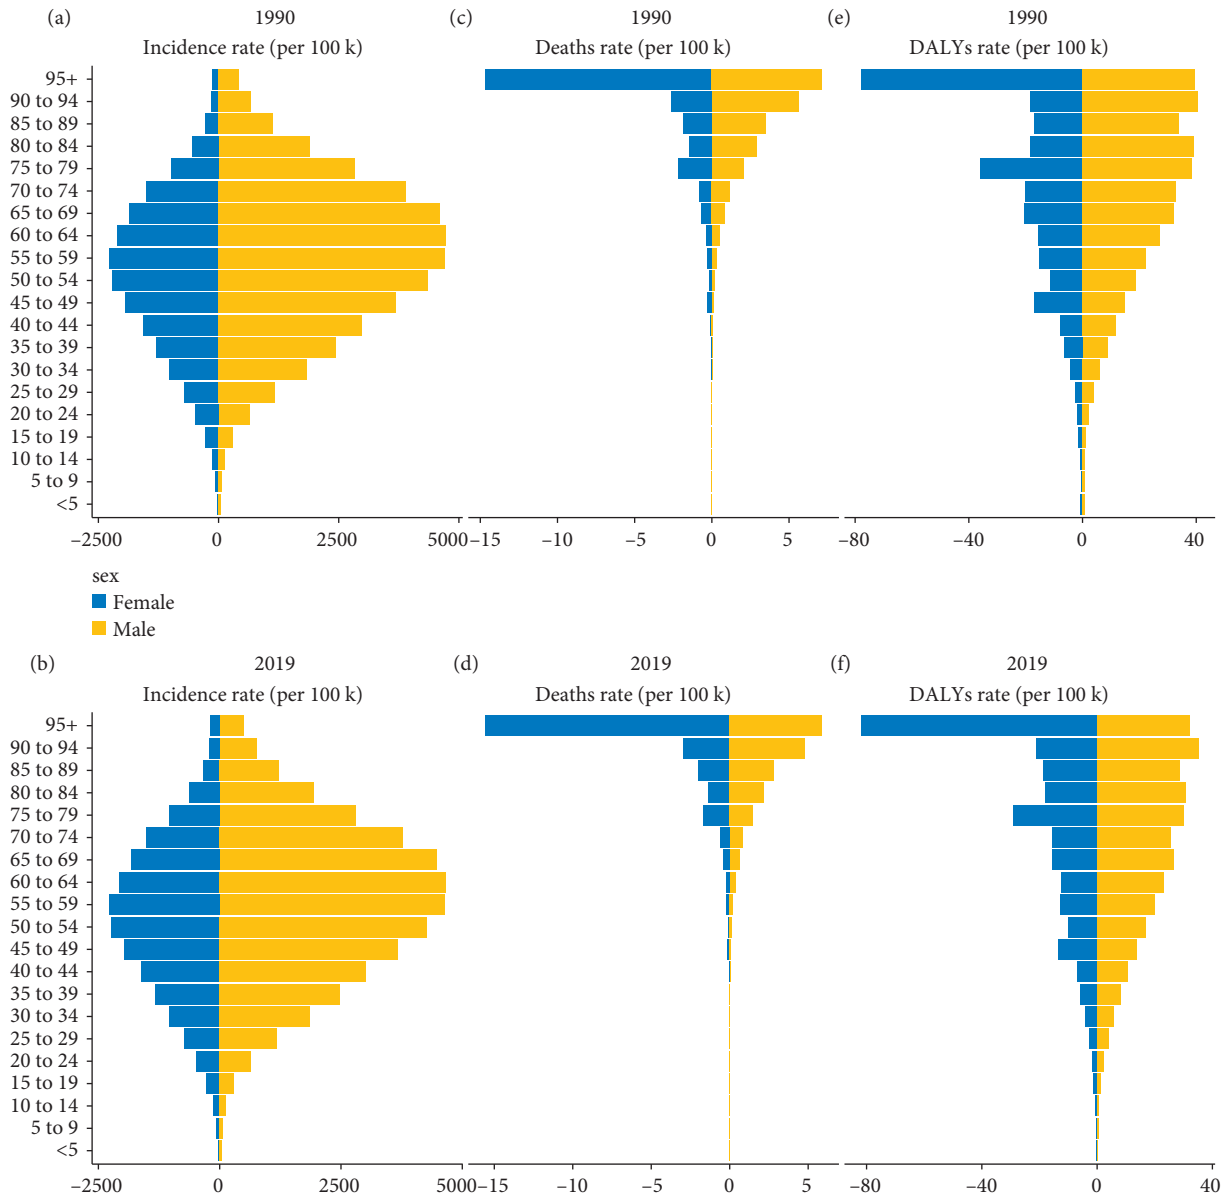 (a) 1990 (c) 1990 (e) 1990
Incidence rate (per 100 k) Deaths rate (per 100 k) DALYs rate (per 100 k)
95+
90 to 94
85 to 89
80 to 84
75 to 79
70 to 74
65 to 69
60 to 64
55 to 59
50 to 54
45 to 49
40 to 44
35 to 39
30 to 34
25 to 29
20 to 24
15 to 19
10 to 14
5 to 9
<5
−2500 0 2500 5000 −15 −10 −5 0 5 −80 −40 0 40
sex
Female
Male
(b) 2019 (d) 2019 (f) 2019
Incidence rate (per 100 k) Deaths rate (per 100 k) DALYs rate (per 100 k)
95+
90 to 94
85 to 89
80 to 84
75 to 79
70 to 74
65 to 69
60 to 64
55 to 59
50 to 54
45 to 49
40 to 44
35 to 39
30 to 34
25 to 29
20 to 24
15 to 19
10 to 14
5 to 9
<5
−2500 0 2500 5000 −15 −10 −5 0 5 −80 −40 0 40